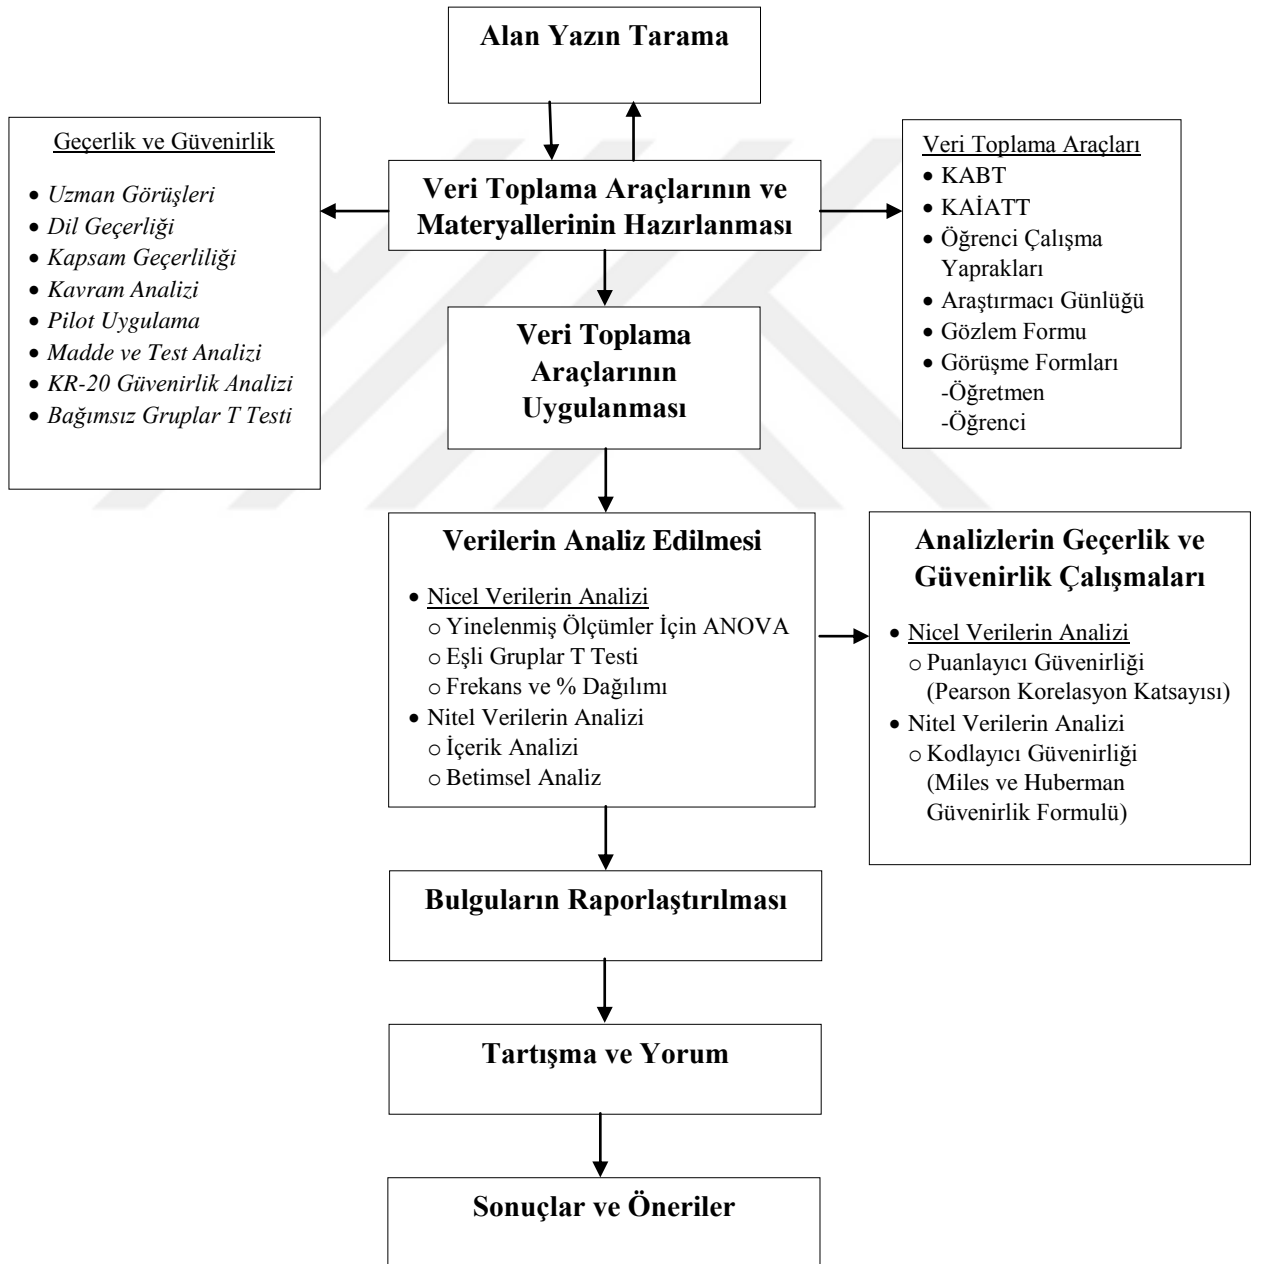 Alan Yazın Tarama
Geçerlik ve Güvenirlik
• Uzman Görüşleri
• Dil Geçerliği
• Kapsam Geçerliliği
• Kavram Analizi
• Pilot Uygulama
• Madde ve Test Analizi
• KR-20 Güvenirlik Analizi
• Bağımsız Gruplar T Testi
Veri Toplama Araçlarının ve
Materyallerinin Hazırlanması
Veri Toplama Araçları
• KABT
• KAİATT
• Öğrenci Çalışma
Yaprakları
• Araştırmacı Günlüğü
• Gözlem Formu
• Görüşme Formları
-Öğretmen
-Öğrenci
Veri Toplama
Araçlarının
Uygulanması
Verilerin Analiz Edilmesi
• Nicel Verilerin Analizi
o Yinelenmiş Ölçümler İçin ANOVA
o Eşli Gruplar T Testi
o Frekans ve % Dağılımı
• Nitel Verilerin Analizi
o İçerik Analizi
o Betimsel Analiz
Analizlerin Geçerlik ve
Güvenirlik Çalışmaları
• Nicel Verilerin Analizi
o Puanlayıcı Güvenirliği
(Pearson Korelasyon Katsayısı)
• Nitel Verilerin Analizi
o Kodlayıcı Güvenirliği
(Miles ve Huberman
Güvenirlik Formulü)
Bulguların Raporlaştırılması
Tartışma ve Yorum
Sonuçlar ve Öneriler